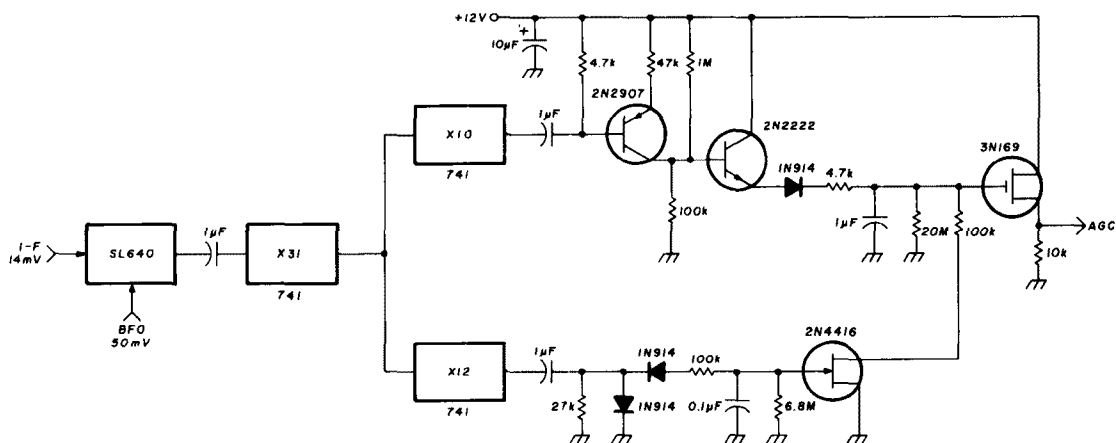 +12V
10µF
+
4.7k
47k
1M
2N2907
2N2222
3N169
1µF
X10
741
1N914
4.7k
100k
1µF
20M
100k
AGC
10k
I-F
14mV
SL640
1µF
X31
741
BFO
50mV
2N4416
X12
741
1µF
1N914
100k
27k
1N914
0.1µF
6.8M